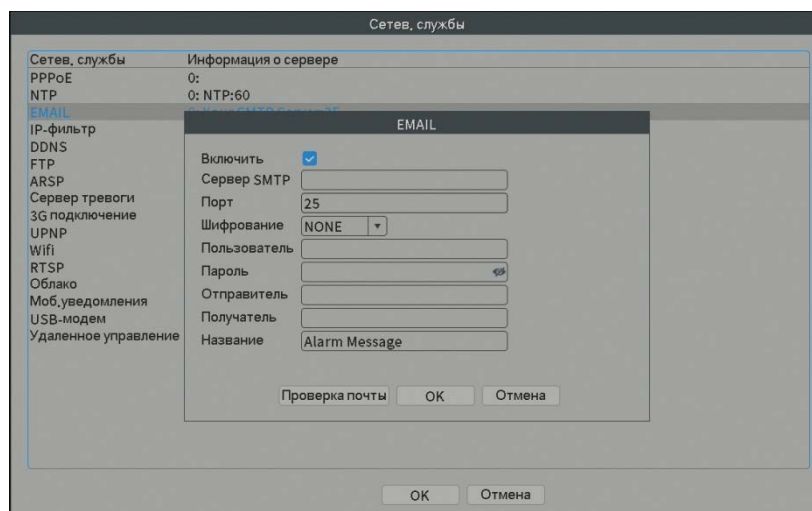 Сетев. службы
Сетев. службы Информация о сервере
PPPoE 0:
NTP 0: NTP:60
EMAIL
IP-фильтр
DDNS
FTP
ARSP
Сервер тревоги
3G подключение
UPNP
Wifi
RTSP
Облако
Моб.уведомления
USB-модем
Удаленное управление
EMAIL
Включить
Сервер SMTP
Порт 25
Шифрование NONE
Пользователь
Пароль
Отправитель
Получатель
Название Alarm Message
Проверка почты OK Отмена
OK Отмена